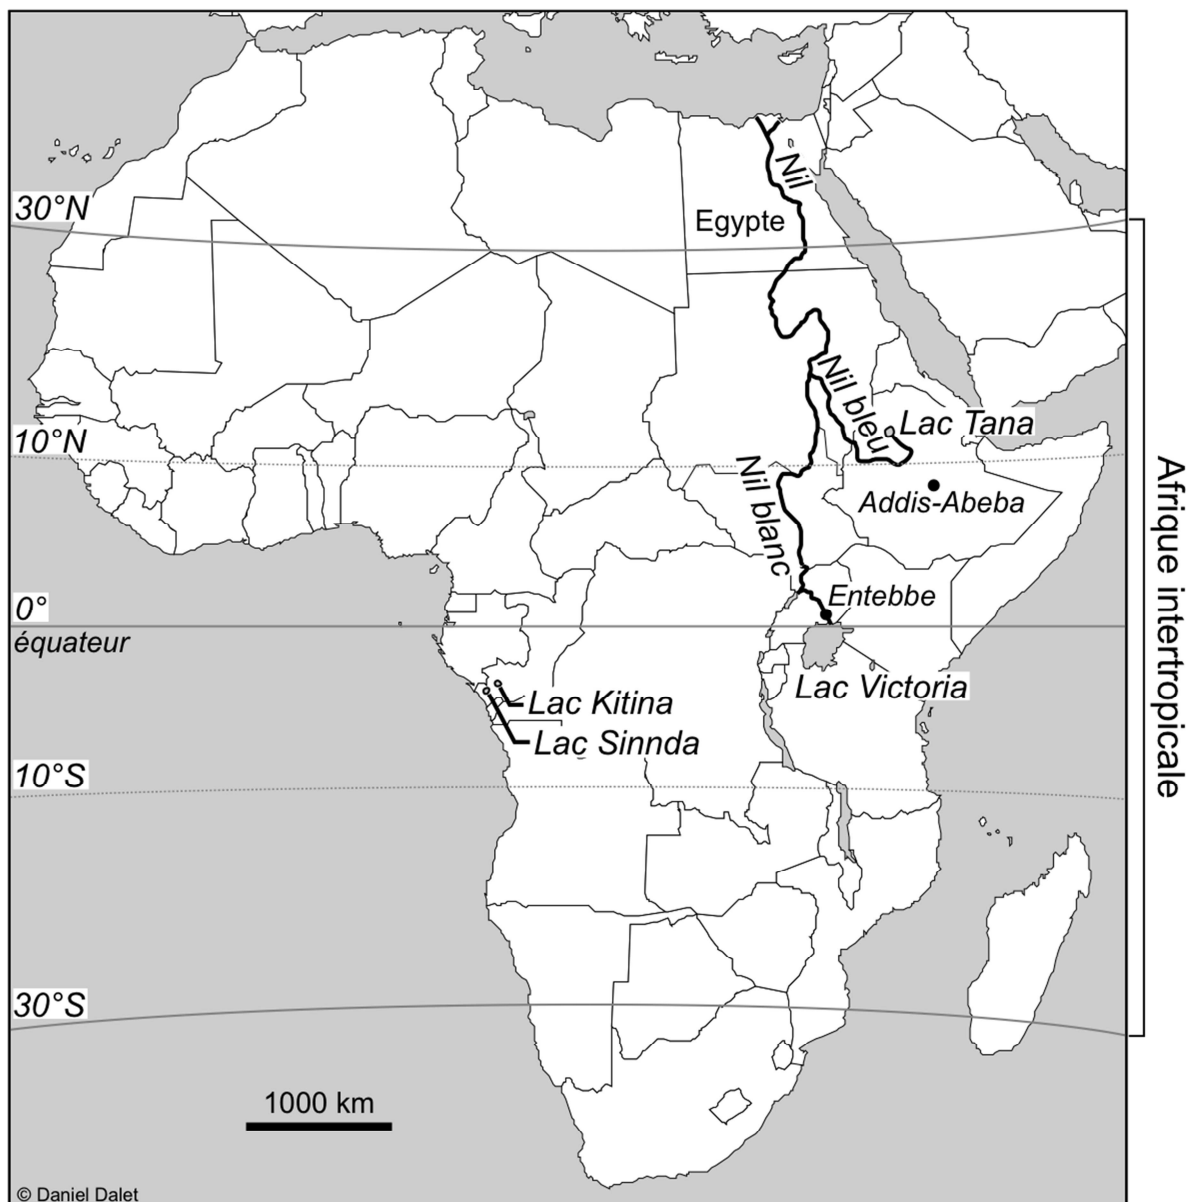 Nil
30°N
Egypte
Nil bleu
Lac Tana
10°N
Nil blanc
Addis-Abeba
Afrique intertropicale
0°
équateur
Entebbe
Lac Victoria
Lac Kitina
Lac Sinnda
10°S
30°S
1000 km
© Daniel Dalet